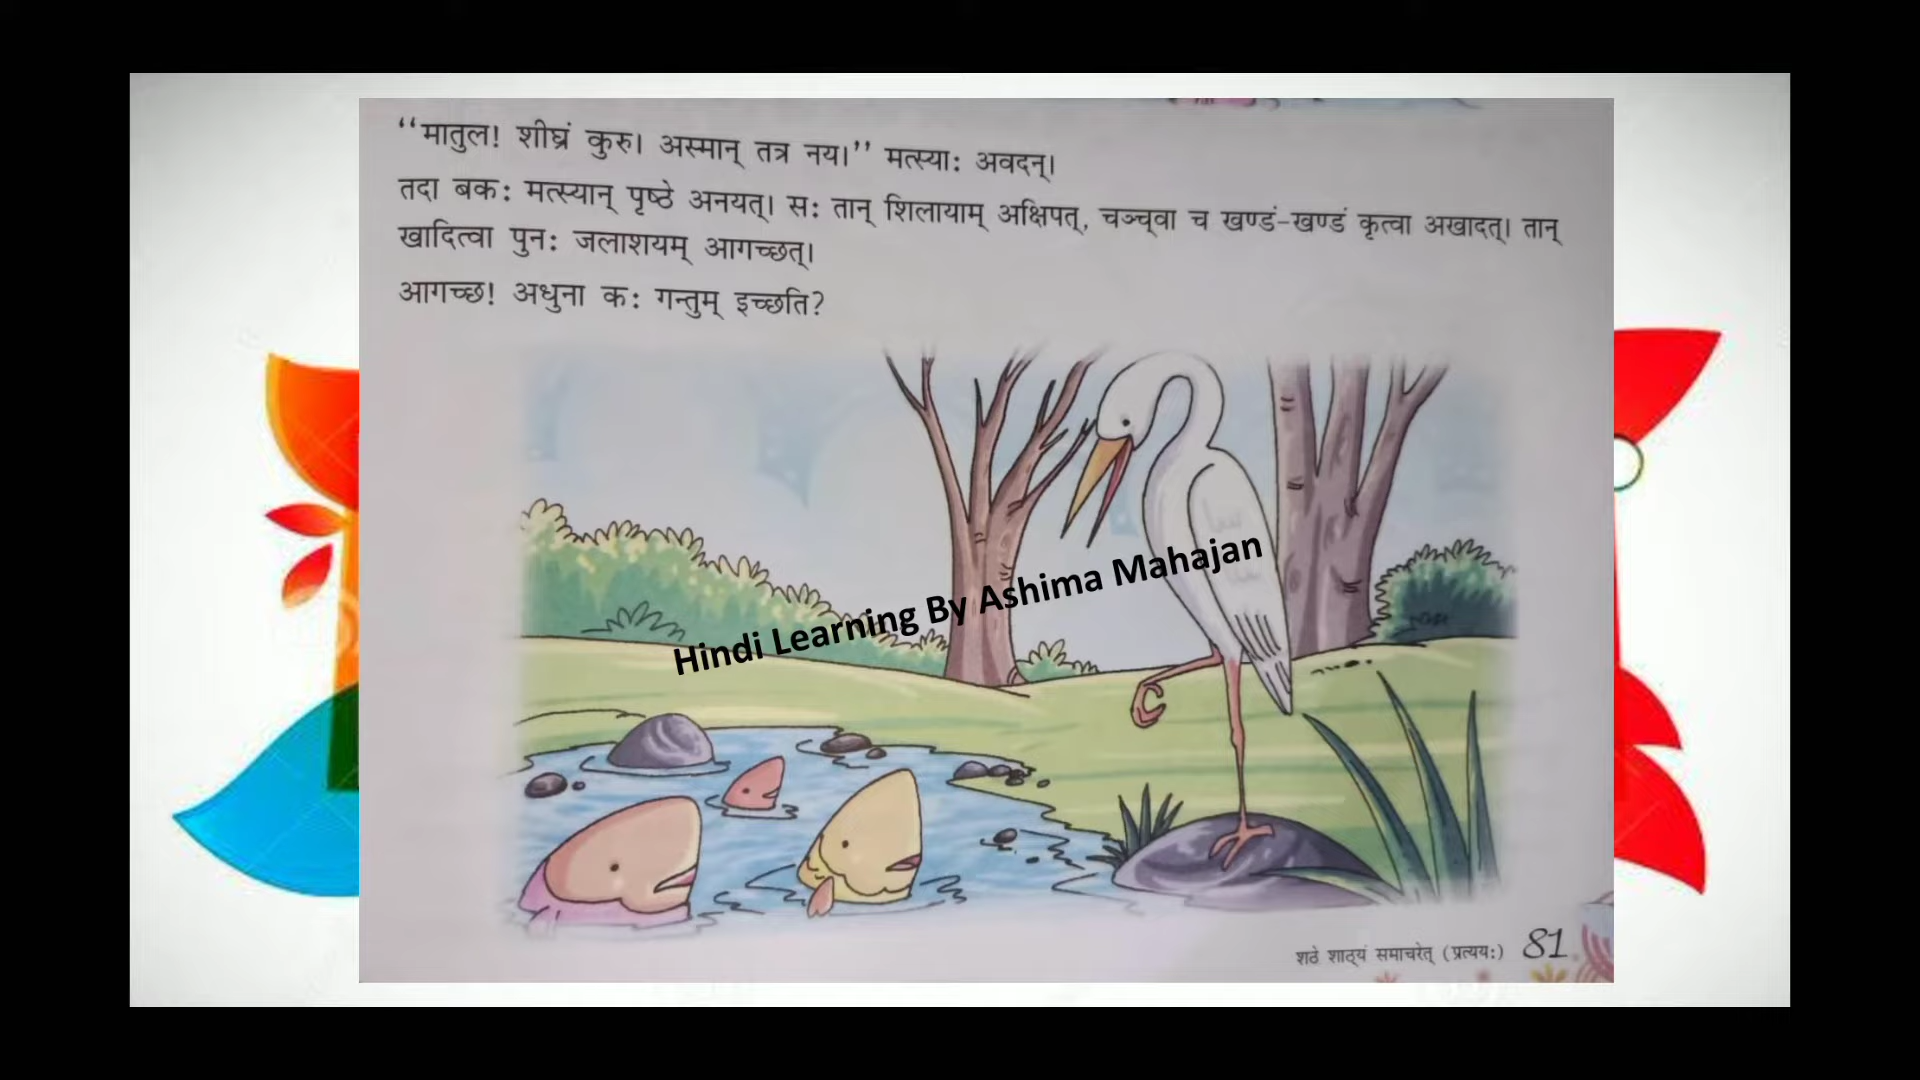 “मातुल! शीघ्रं कुरु। अस्मान् तत्र नय।” मत्स्याः अवदन्।
तदा बकः मत्स्यान् पृष्ठे अनयत्। सः तान् शिलायाम् अक्षिपत्, चञ्च्वा च खण्डं-खण्डं कृत्वा अखादत्। तान्
खादित्वा पुनः जलाशयम् आगच्छत्।
आगच्छ! अधुना कः गन्तुम् इच्छति?
Hindi Learning By Ashima Mahajan
शठे शाठ्यं समाचरेत् (प्रत्ययः) 81